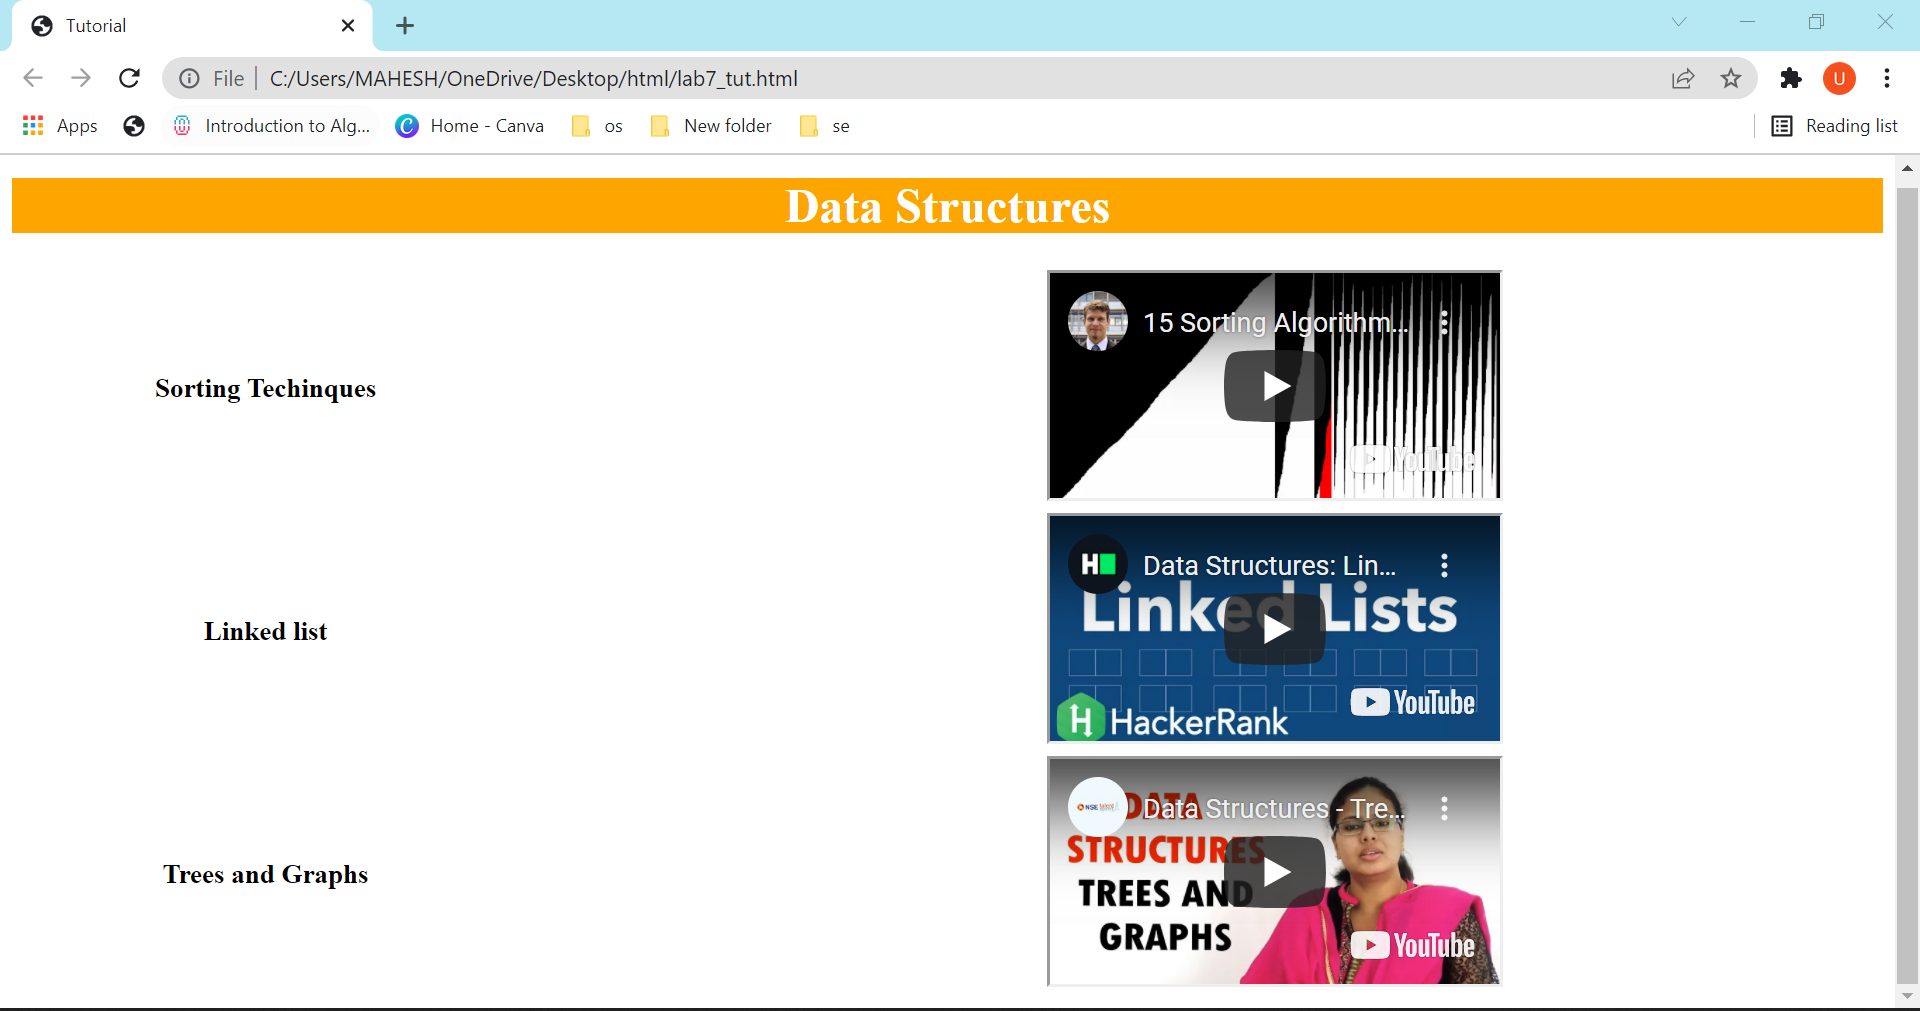 Tutorial
File | C:/Users/MAHESH/OneDrive/Desktop/html/lab7_tut.html
U
Apps
Introduction to Alg...
Home - Canva
os
New folder
se
Reading list
Data Structures
Sorting Techinques
15 Sorting Algorithm...
YouTube
Linked list
H
Data Structures: Lin...
Linked Lists
YouTube
H HackerRank
Trees and Graphs
NSE
Data Structures - Tre...
DATA
STRUCTURES
TREES AND
GRAPHS
YouTube